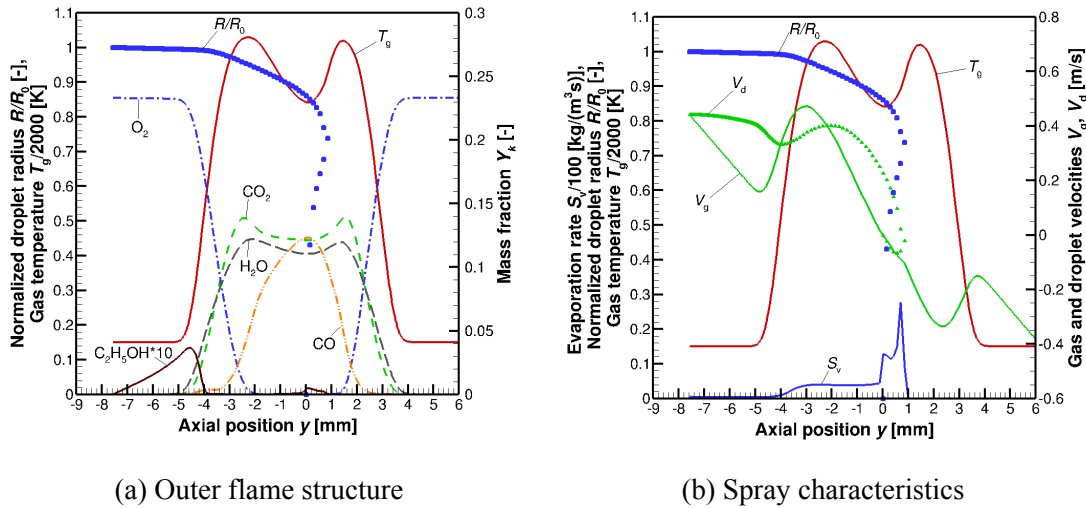 Normalized droplet radius R/R0 [-],
Gas temperature Tg/2000 [K]
1.1
1
0.9
0.8
0.7
0.6
0.5
0.4
0.3
0.2
0.1
0
R/R0
Tg
O2
CO2
H2O
CO
C2H5OH*10
0.3
0.25
0.2
0.15
0.1
0.05
0
Mass fraction Yk [-]
-9 -8 -7 -6 -5 -4 -3 -2 -1 0 1 2 3 4 5 6
Axial position y [mm]
(a) Outer flame structure
Evaporation rate Sv/100 [kg/(m3s)],
Normalized droplet radius R/R0 [-],
Gas temperature Tg/2000 [K]
1.1
1
0.9
0.8
0.7
0.6
0.5
0.4
0.3
0.2
0.1
0
R/R0
Tg
Vd
Vg
Sv
0.8
0.6
0.4
0.2
0
-0.2
-0.4
-0.6
Gas and droplet velocities Vg, Vd [m/s]
-9 -8 -7 -6 -5 -4 -3 -2 -1 0 1 2 3 4 5 6
Axial position y [mm]
(b) Spray characteristics